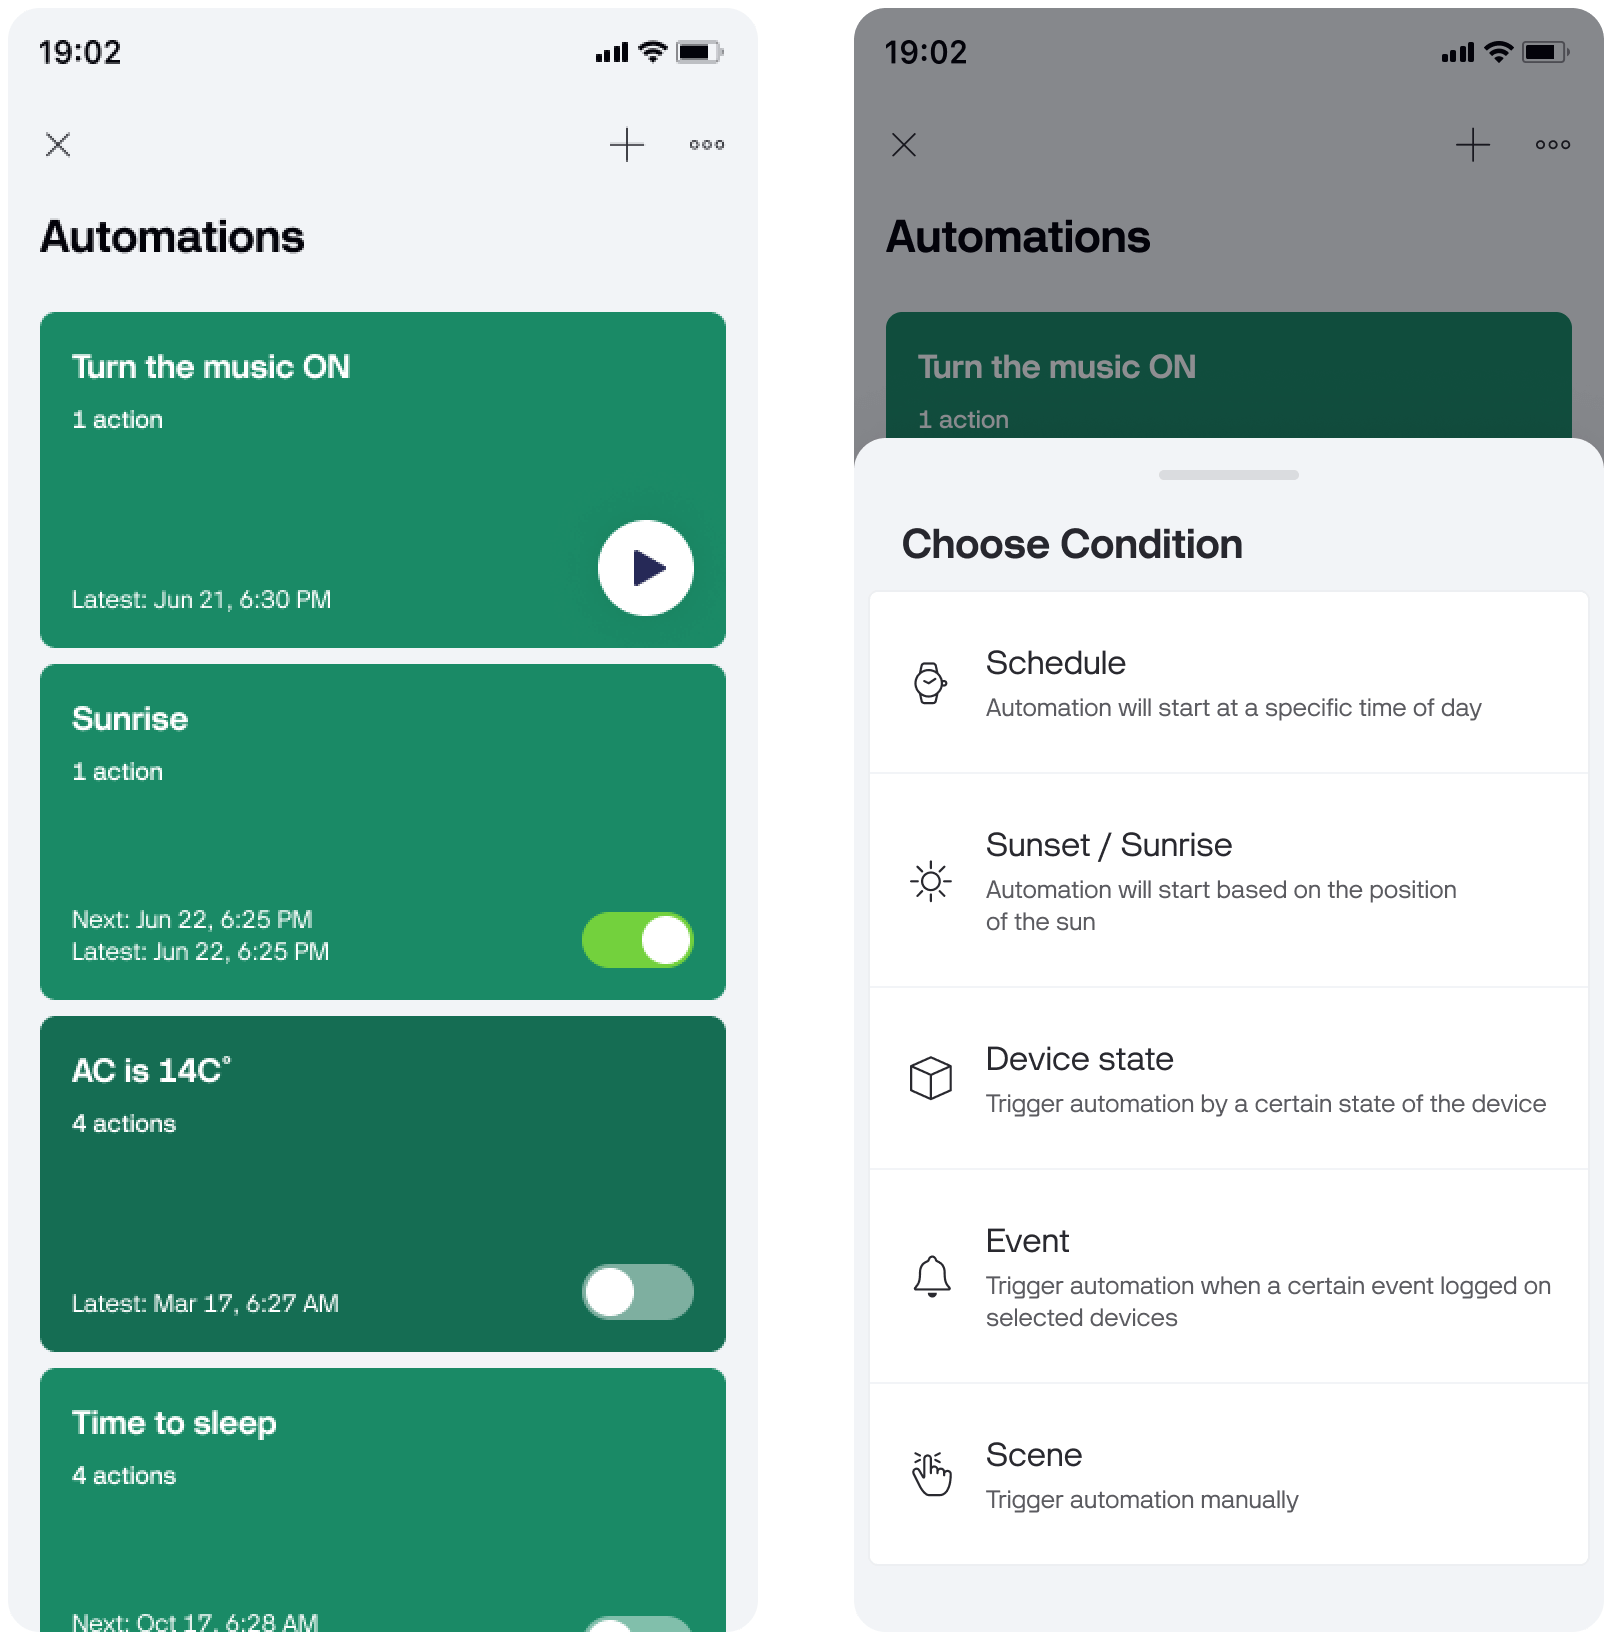 19:02
Automations
Turn the music ON
1 action
Latest: Jun 21, 6:30 PM
Sunrise
1 action
Next: Jun 22, 6:25 PM
Latest: Jun 22, 6:25 PM
AC is 14C°
4 actions
Latest: Mar 17, 6:27 AM
Time to sleep
4 actions
Next: Oct 17, 6:28 AM
19:02
Automations
Turn the music ON
1 action
Choose Condition
Schedule
Automation will start at a specific time of day
Sunset / Sunrise
Automation will start based on the position
of the sun
Device state
Trigger automation by a certain state of the device
Event
Trigger automation when a certain event logged on
selected devices
Scene
Trigger automation manually